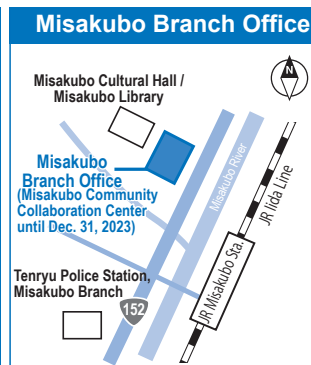 Misakubo Branch Office
N
Misakubo Cultural Hall /
Misakubo Library
Misakubo
Branch Office
(Misakubo Community
Collaboration Center
until Dec. 31, 2023)
Misakubo River
JR Iida Line
JR Misakubo Sta.
Tenryu Police Station,
Misakubo Branch
152